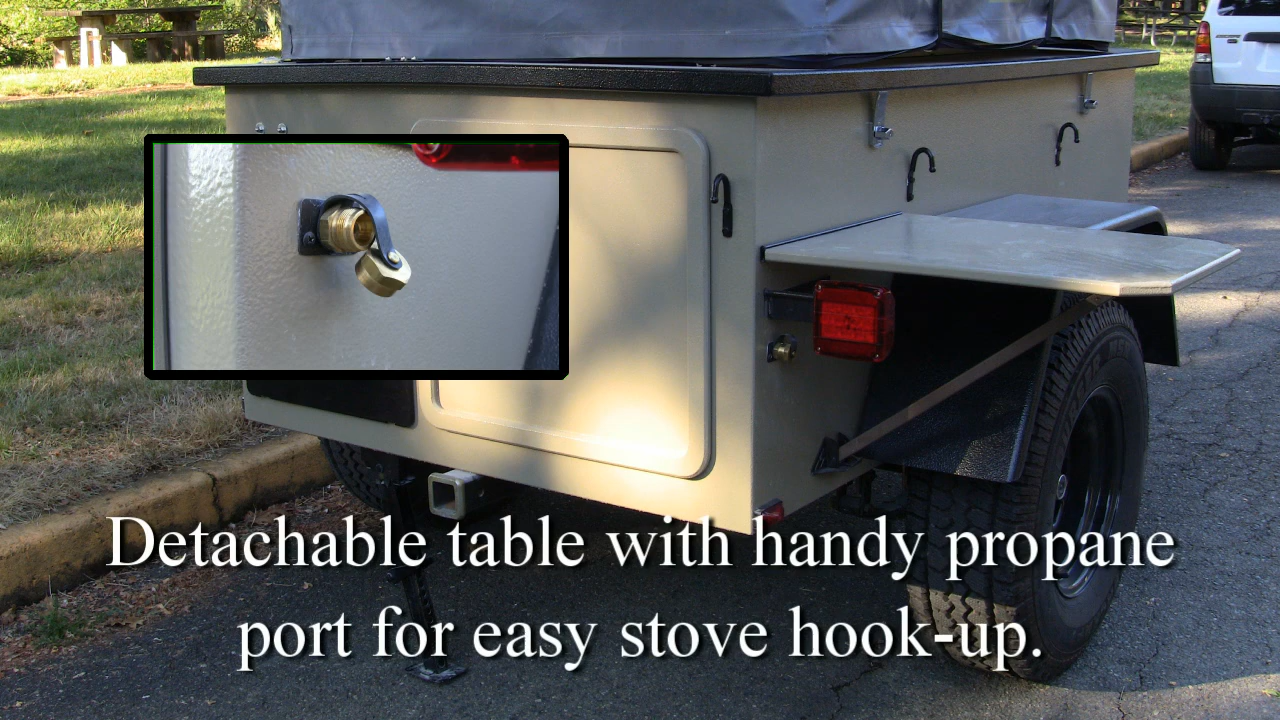 Detachable table with handy propane
port for easy stove hook-up.